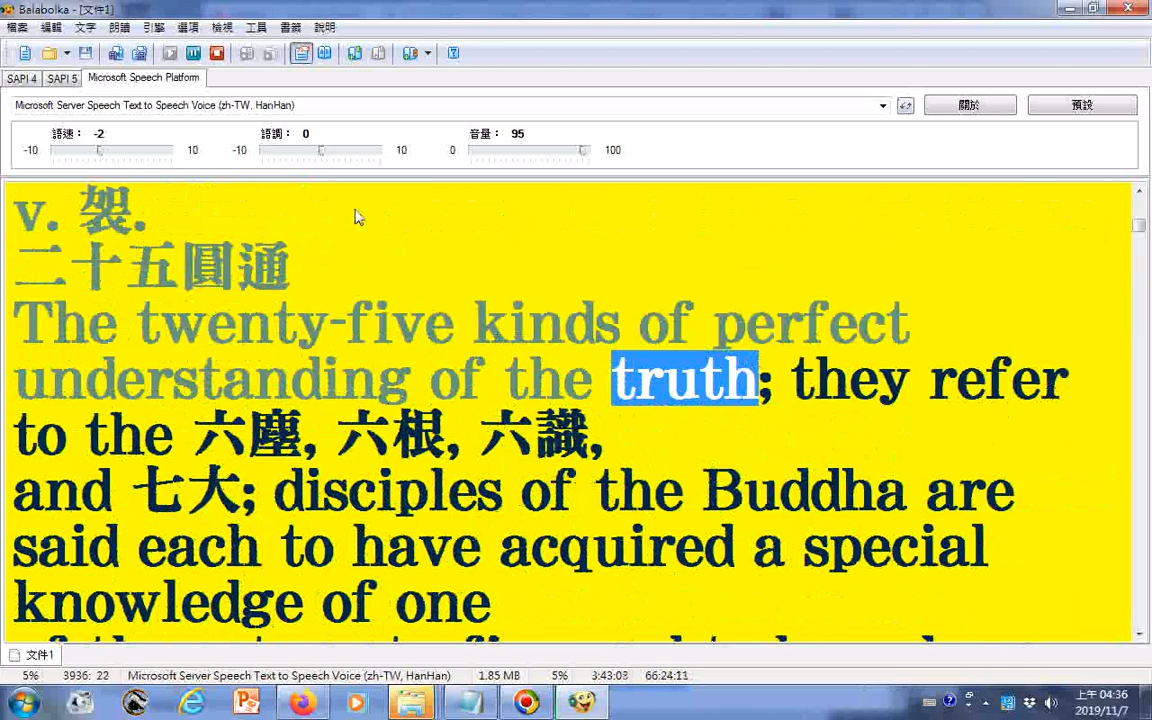 Balabolka - [文件1]
檔案 編輯 文字 朗讀 引擎 選項 檢視 工具 書籤 說明
SAPI 4 SAPI 5 Microsoft Speech Platform
Microsoft Server Speech Text to Speech Voice (zh-TW, HanHan) 關於 預設
語速： -2 語調： 0 音量： 95
-10 10 -10 10 0 100
v. 袈.
二十五圓通
The twenty-five kinds of perfect
understanding of the truth; they refer
to the 六塵, 六根, 六識,
and 七大; disciples of the Buddha are
said each to have acquired a special
knowledge of one
文件1
5% 3936: 22 Microsoft Server Speech Text to Speech Voice (zh-TW, HanHan) 1.85 MB 5% 3:43:03 66:24:11
上午 04:36
2019/11/7